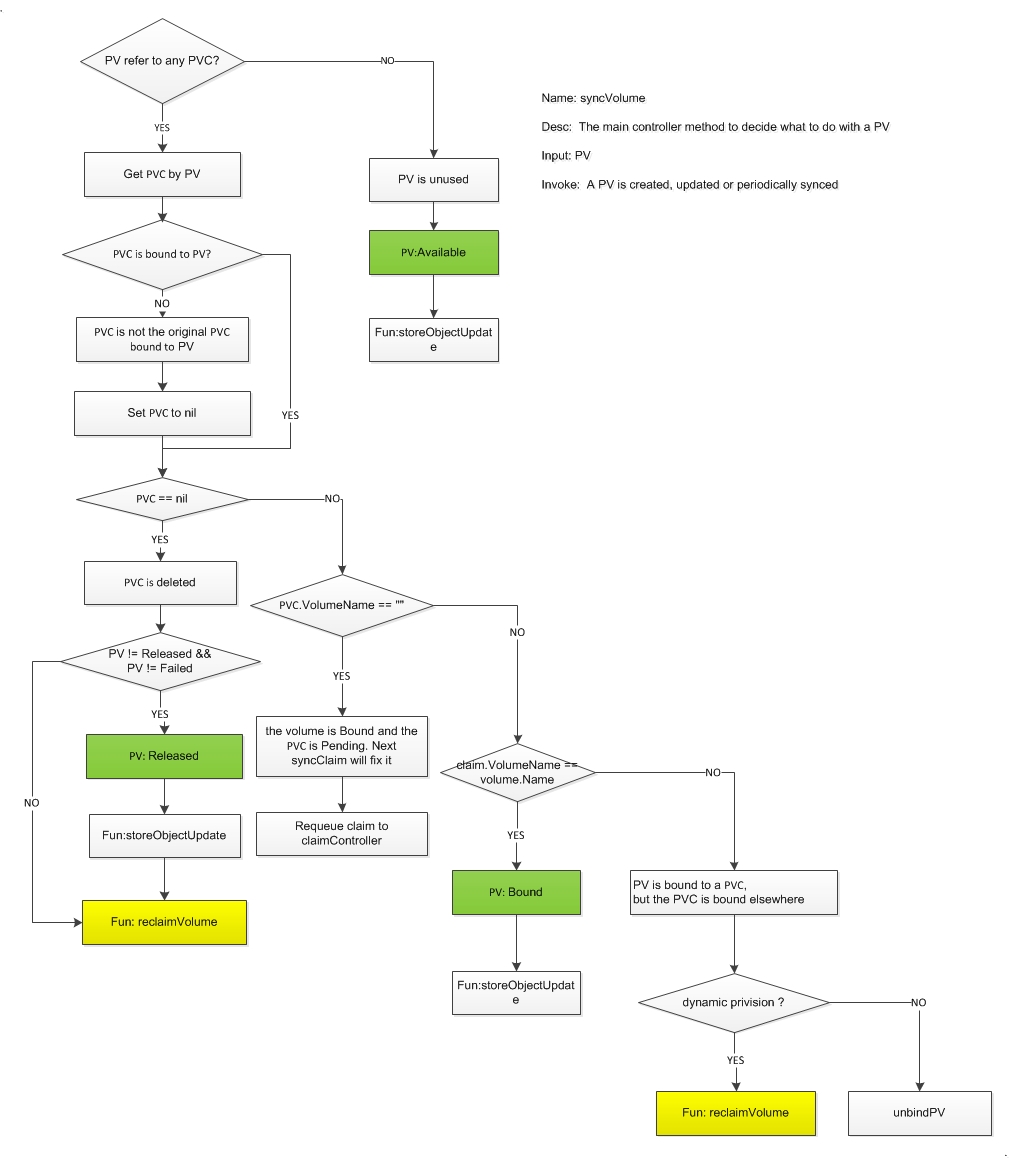 PV refer to any PVC?
NO
YES
Name: syncVolume
Desc: The main controller method to decide what to do with a PV
Input: PV
Invoke: A PV is created, updated or periodically synced
Get PVC by PV
PV is unused
PVC is bound to PV?
PV:Available
NO
PVC is not the original PVC
bound to PV
Fun:storeObjectUpdat
e
Set PVC to nil
YES
PVC == nil
NO
YES
PVC is deleted
PVC.VolumeName == ""
NO
PV != Released &&
PV != Failed
YES
YES
the volume is Bound and the
PVC is Pending. Next
syncClaim will fix it
PV: Released
claim.VolumeName ==
volume.Name
NO
NO
Fun:storeObjectUpdate
Requeue claim to
claimController
YES
PV: Bound
PV is bound to a PVC,
but the PVC is bound elsewhere
Fun: reclaimVolume
Fun:storeObjectUpdat
e
dynamic privision ?
NO
YES
Fun: reclaimVolume
unbindPV